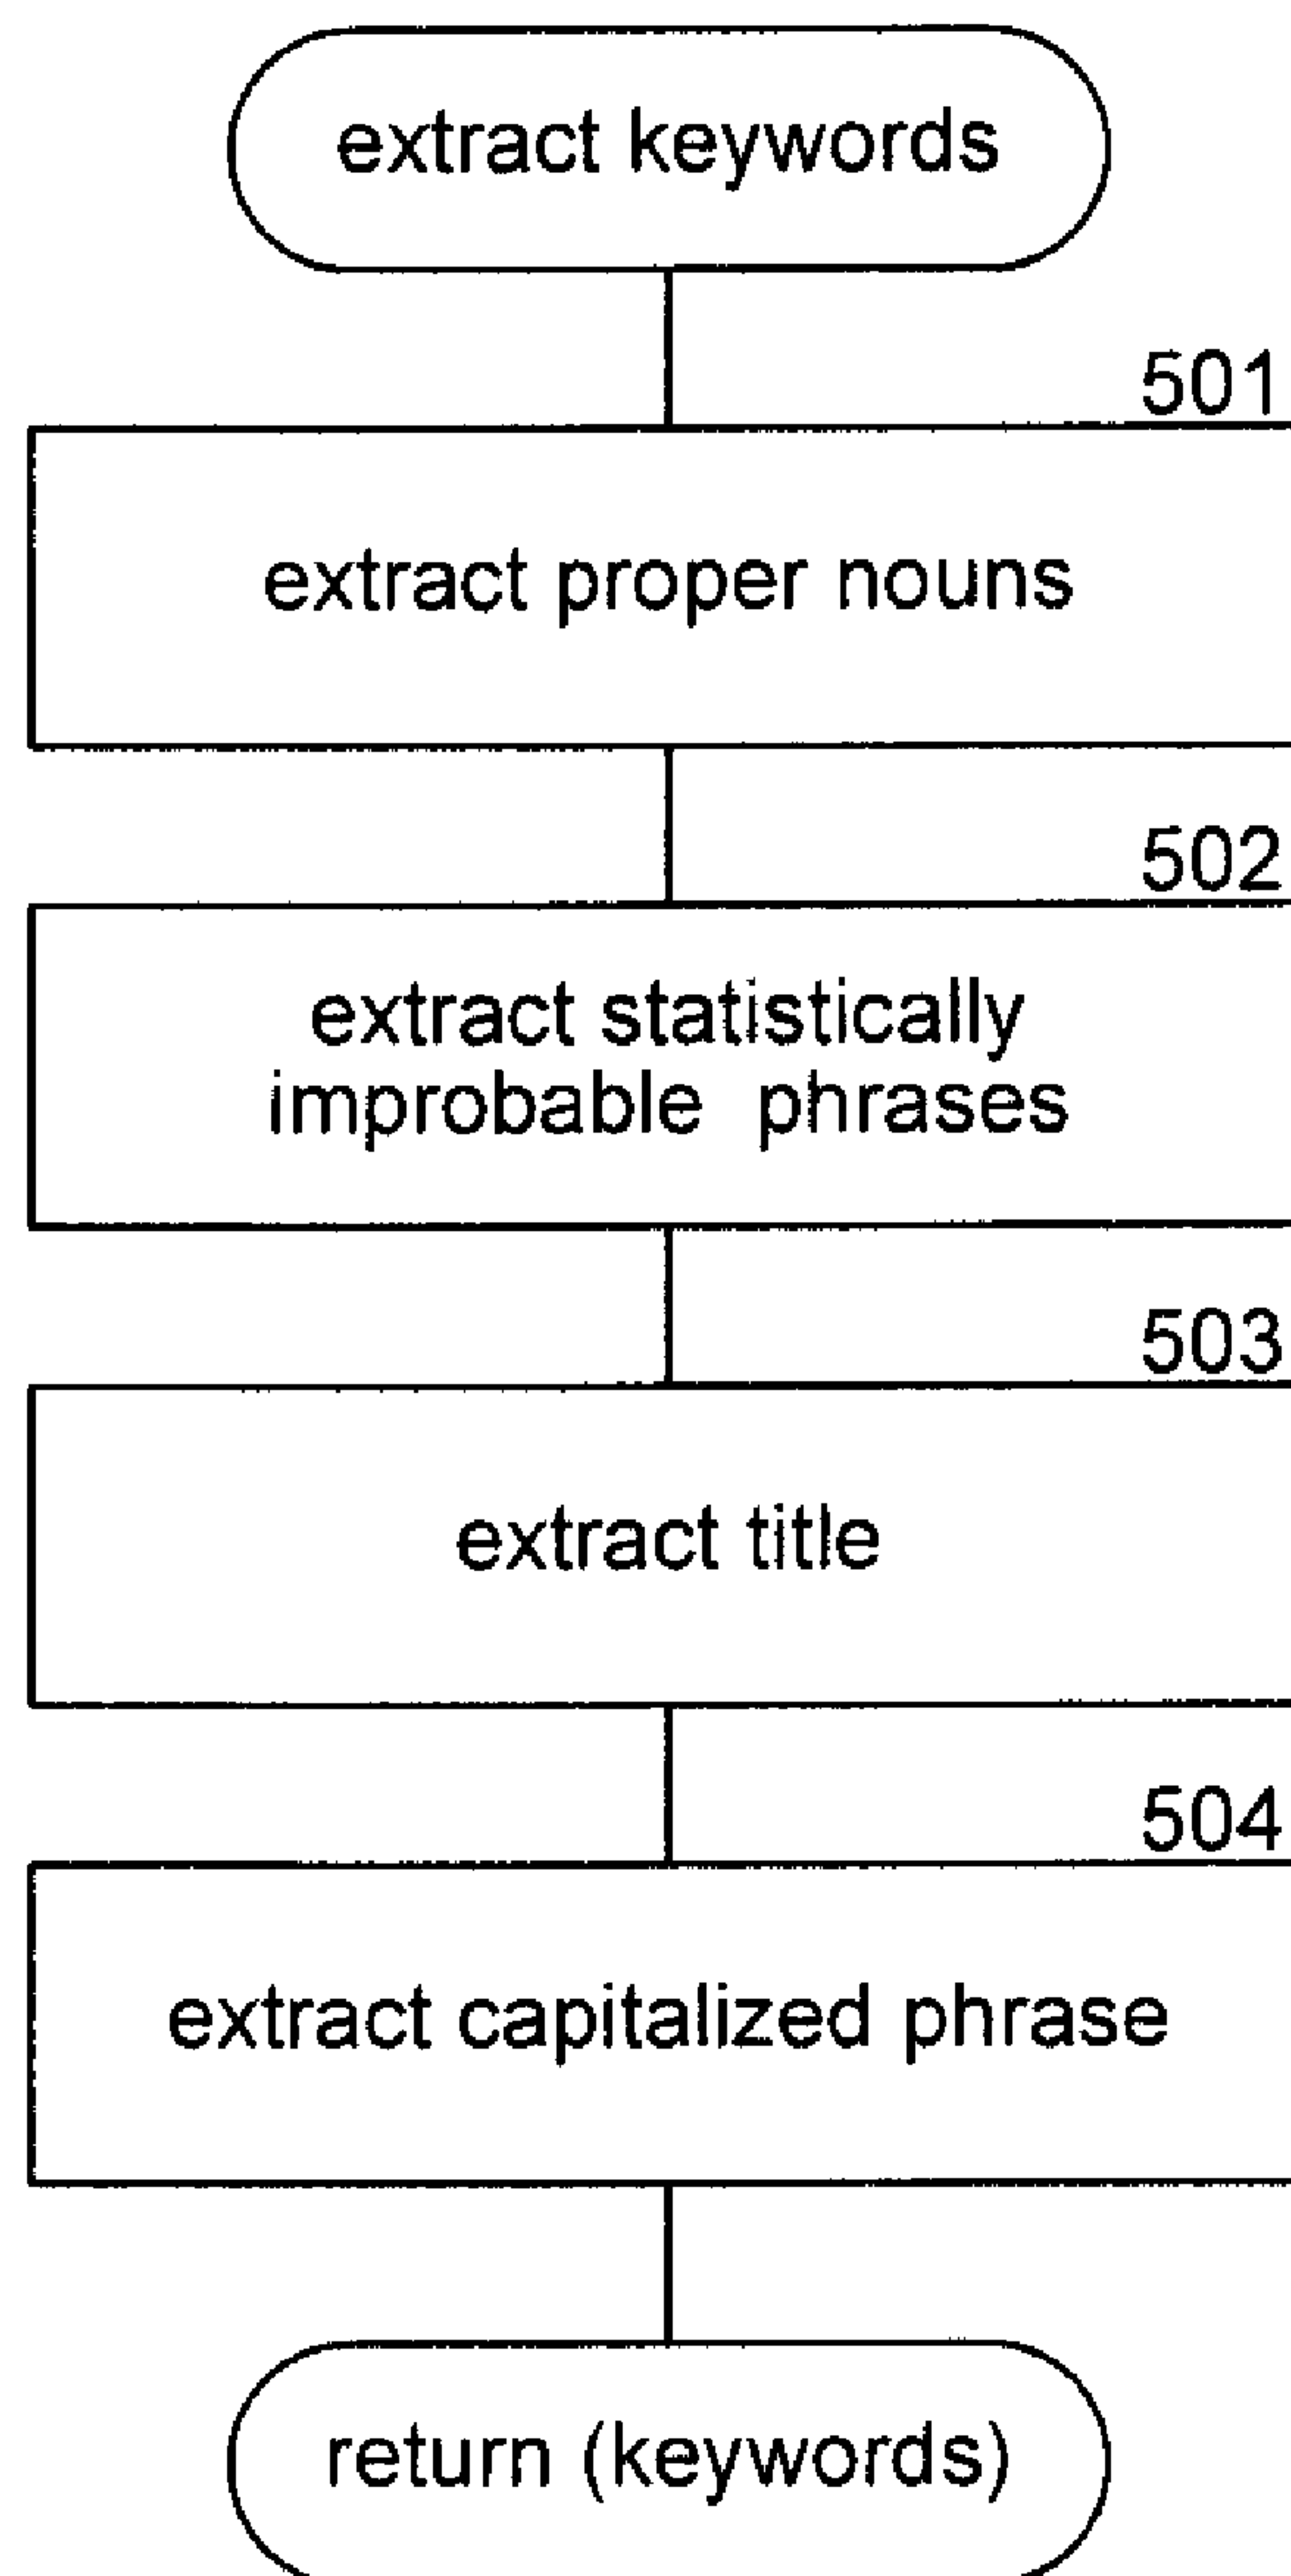 extract keywords
501
extract proper nouns
502
extract statistically
improbable phrases
503
extract title
504
extract capitalized phrase
return (keywords)